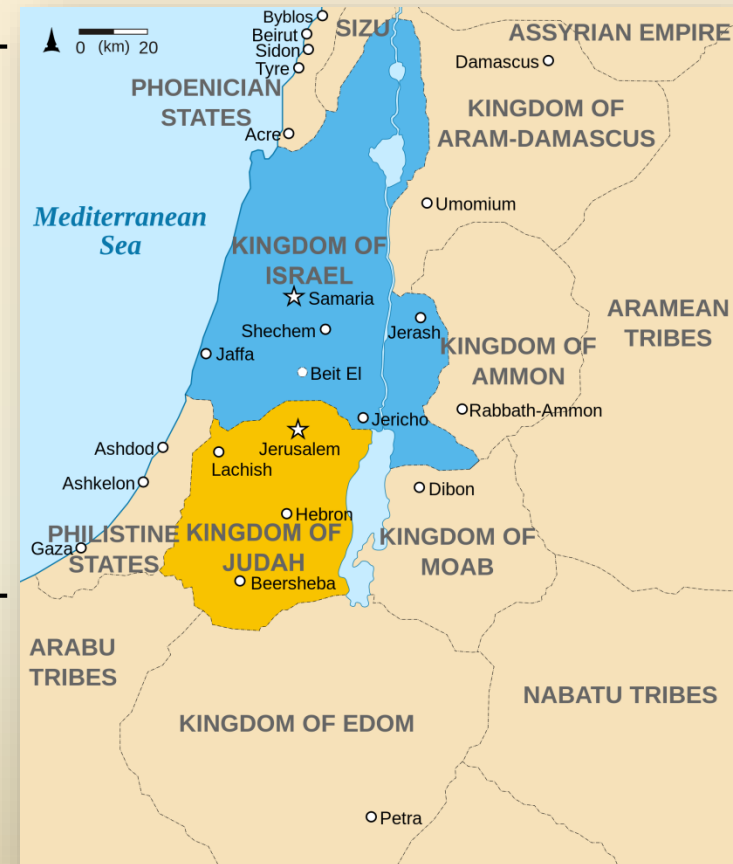 Byblos
Beirut
Sidon
Tyre
SIZU
ASSYRIAN EMPIRE
0 (km) 20
Damascus
PHOENICIAN
STATES
KINGDOM OF
ARAM-DAMASCUS
Acre
Umomium
Mediterranean
Sea
KINGDOM OF
ISRAEL
Samaria
ARAMEAN
TRIBES
Shechem
Jerash
Jaffa
KINGDOM OF
AMMON
Beit El
Rabbath-Ammon
Jericho
Ashdod
Jerusalem
Lachish
Ashkelon
Dibon
Hebron
PHILISTINE
STATES
Gaza
KINGDOM OF
JUDAH
KINGDOM OF
MOAB
Beersheba
ARABU
TRIBES
NABATU TRIBES
KINGDOM OF EDOM
Petra